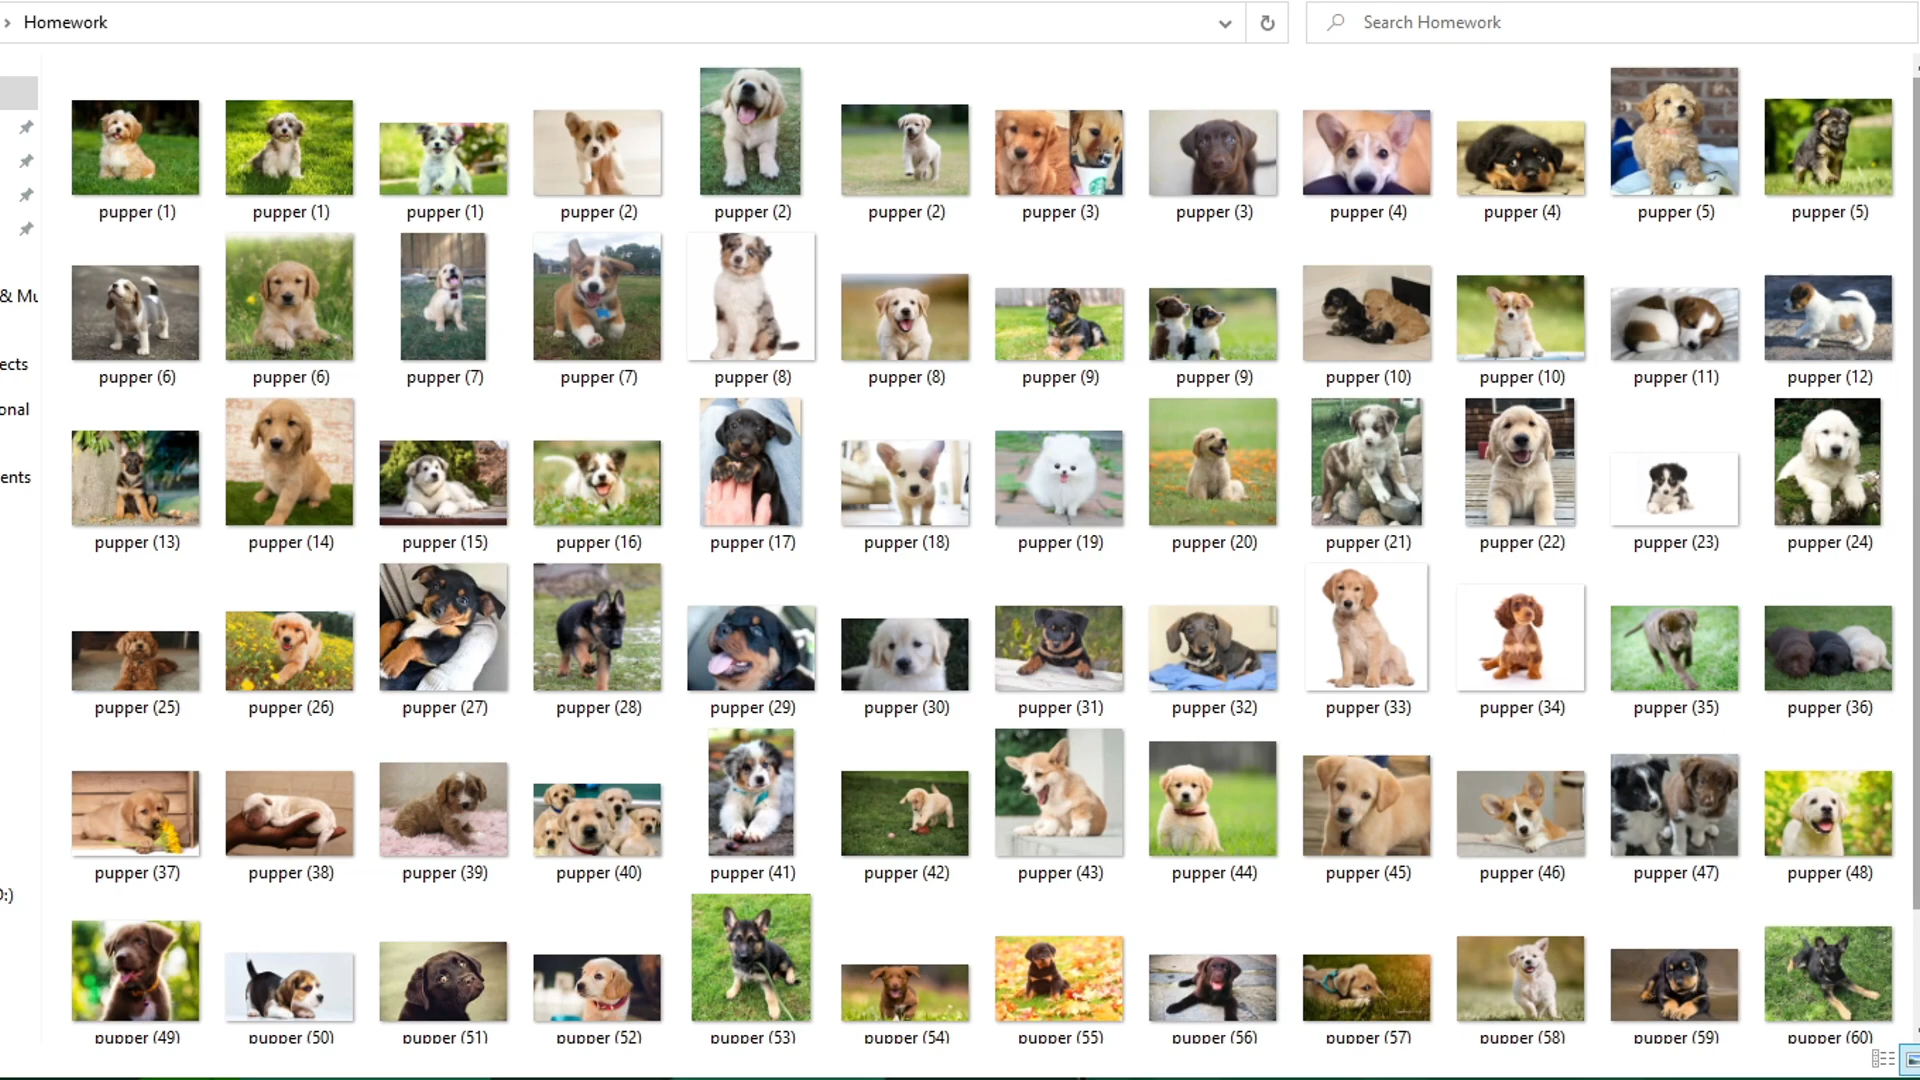 › Homework
Search Homework
pupper (1) pupper (1) pupper (1) pupper (2) pupper (2) pupper (2) pupper (3) pupper (3) pupper (4) pupper (4) pupper (5) pupper (5)
& Mu
pupper (6) pupper (6) pupper (7) pupper (7) pupper (8) pupper (8) pupper (9) pupper (9) pupper (10) pupper (10) pupper (11) pupper (12)
ects
onal
ents
pupper (13) pupper (14) pupper (15) pupper (16) pupper (17) pupper (18) pupper (19) pupper (20) pupper (21) pupper (22) pupper (23) pupper (24)
pupper (25) pupper (26) pupper (27) pupper (28) pupper (29) pupper (30) pupper (31) pupper (32) pupper (33) pupper (34) pupper (35) pupper (36)
pupper (37) pupper (38) pupper (39) pupper (40) pupper (41) pupper (42) pupper (43) pupper (44) pupper (45) pupper (46) pupper (47) pupper (48)
D:)
pupper (49) pupper (50) pupper (51) pupper (52) pupper (53) pupper (54) pupper (55) pupper (56) pupper (57) pupper (58) pupper (59) pupper (60)